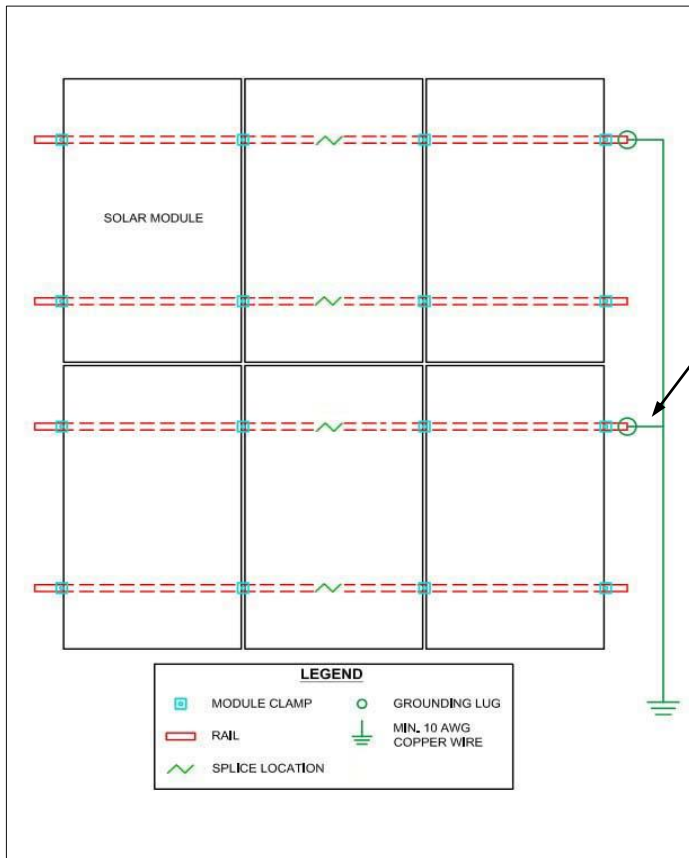 SOLAR MODULE
LEGEND
MODULE CLAMP
GROUNDING LUG
RAIL
MIN. 10 AWG
COPPER WIRE
SPLICE LOCATION